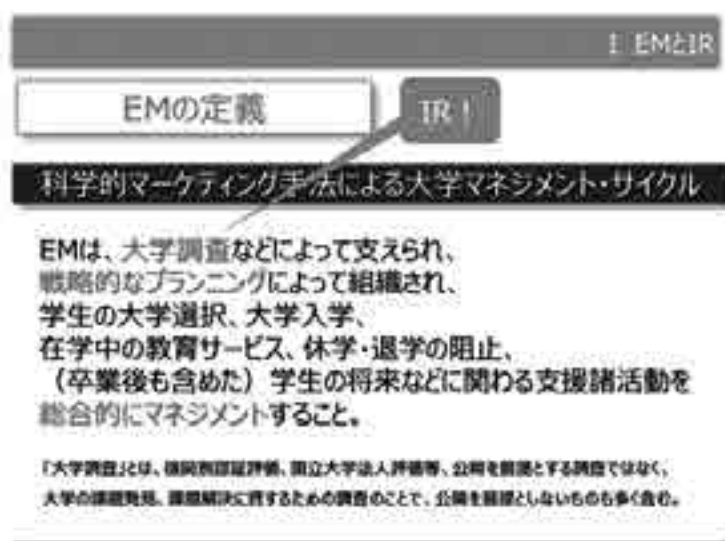 I EMとIR
EMの定義
IR！
科学的マーケティング手法による大学マネジメント・サイクル
EMは、大学調査などによって支えられ、
戦略的なプランニングによって組織され、
学生の大学選択、大学入学、
在学中の教育サービス、休学・退学の阻止、
（卒業後も含めた）学生の将来などに関わる支援諸活動を
総合的にマネジメントすること。
「大学調査」とは、機関別認証評価、国立大学法人評価等、公開を前提とする調査ではなく、
大学の課題発見、課題解決に資するための調査のことで、公開を前提としないものも多く含む。